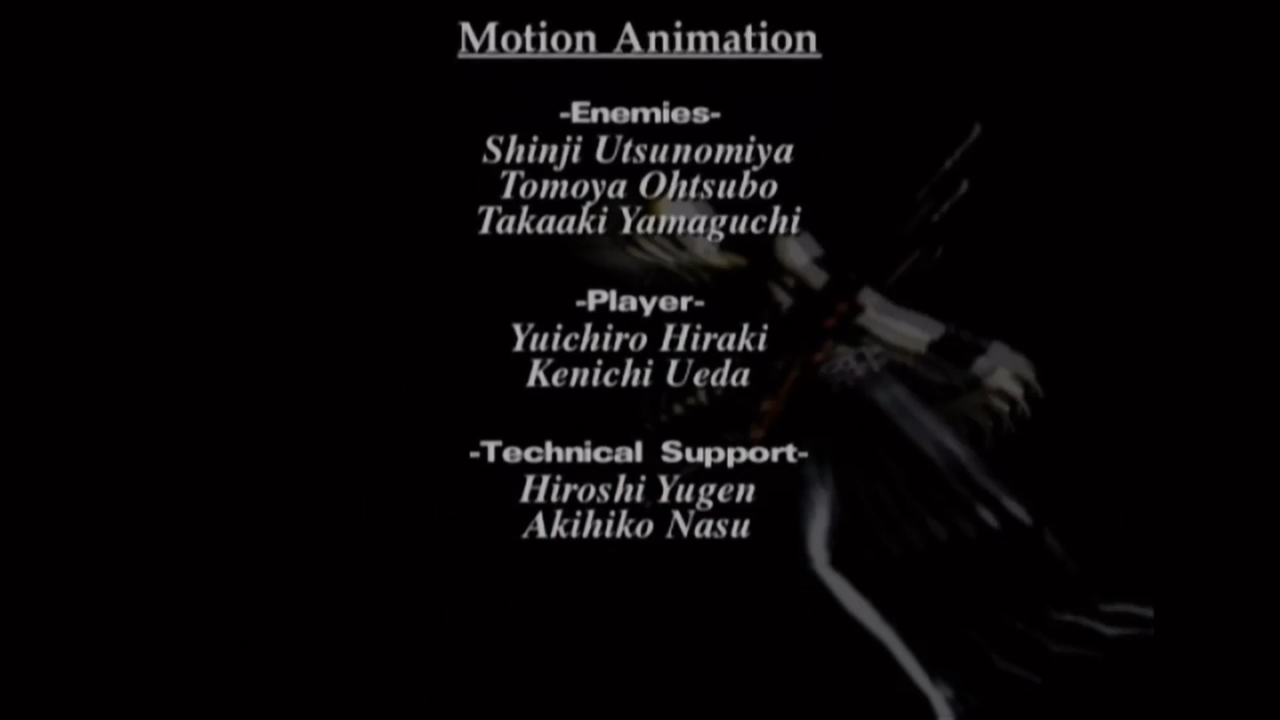 Motion Animation
-Enemies-
Shinji Utsunomiya
Tomoya Ohtsubo
Takaaki Yamaguchi
-Player-
Yuichiro Hiraki
Kenichi Ueda
-Technical Support-
Hiroshi Yugen
Akihiko Nasu